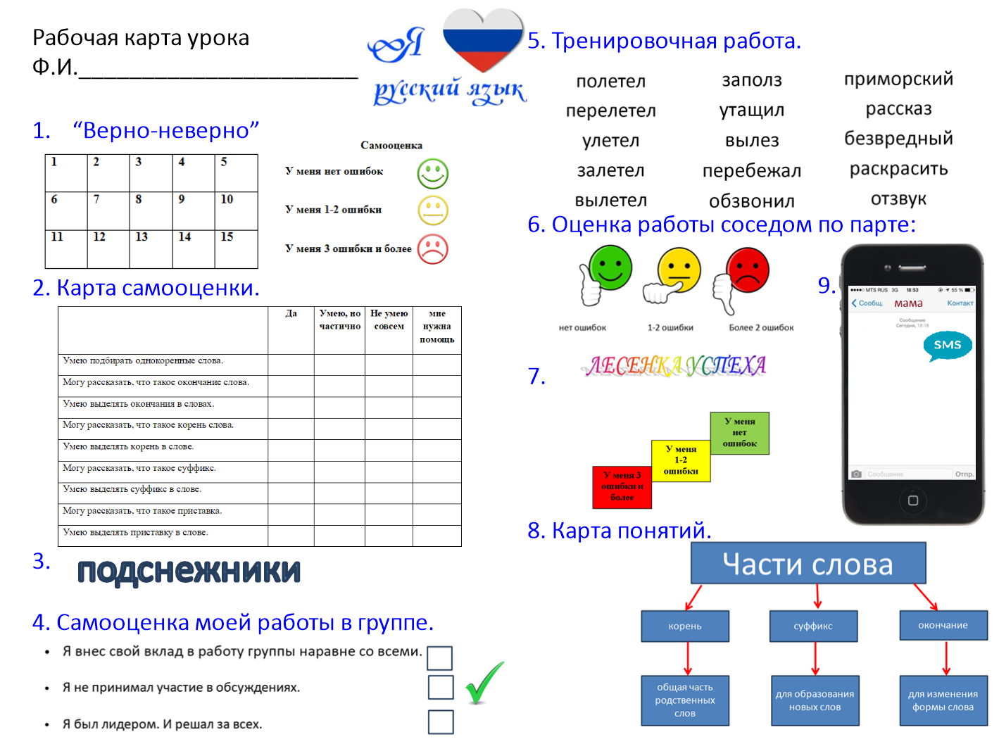 Рабочая карта урока
Ф.И.________________________
Я
русский язык
1. “Верно-неверно”
1 2 3 4 5
6 7 8 9 10
11 12 13 14 15
Самооценка
У меня нет ошибок
У меня 1-2 ошибки
У меня 3 ошибки и более
2. Карта самооценки.
Да
Умею, но
частично
Не умею
совсем
мне
нужна
помощь
Умею подбирать однокоренные слова.
Могу рассказать, что такое окончание слова.
Умею выделять окончания в словах.
Могу рассказать, что такое корень слова.
Умею выделять корень в слове.
Могу рассказать, что такое суффикс.
Умею выделять суффикс в слове.
Могу рассказать, что такое приставка.
Умею выделять приставку в слове.
3.
подснежники
4. Самооценка моей работы в группе.
• Я внес свой вклад в работу группы наравне со всеми.
• Я не принимал участие в обсуждениях.
• Я был лидером. И решал за всех.
5. Тренировочная работа.
полетел
перелетел
улетел
залетел
вылетел
заполз
утащил
вылез
перебежал
обзвонил
приморский
рассказ
безвредный
раскрасить
отзвук
6. Оценка работы соседом по парте:
нет ошибок
1-2 ошибки
Более 2 ошибок
7.
ЛЕСЕНКА УСПЕХА
У меня
нет
ошибок
У меня
1-2
ошибки
У меня 3
ошибки и
более
8. Карта понятий.
Части слова
корень
суффикс
окончание
общая часть
родственных
слов
для образования
новых слов
для изменения
формы слова
9.
MTS RUS 3G 18:53 55 %
Сообщ. мама Контакт
Сообщение
Сегодня, 18:18
SMS
Сообщение Отпр.